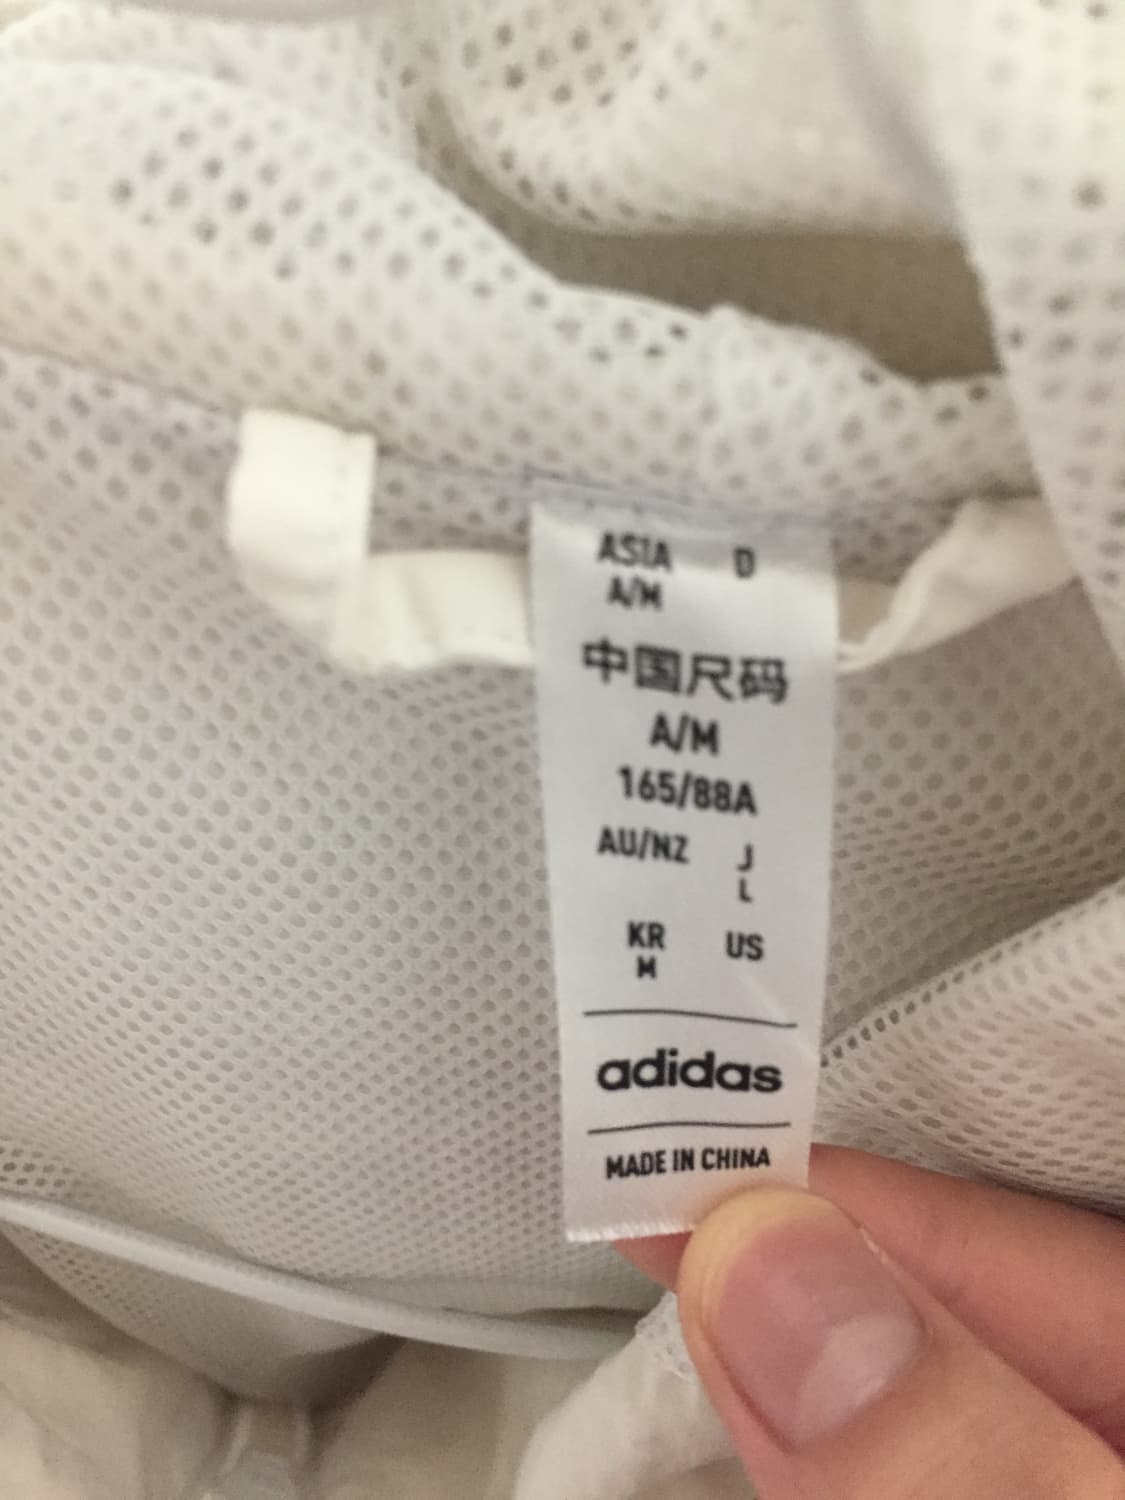 ASIA D
A/M
中国尺码
A/M
165/88A
AU/NZ J
L
KR US
M
adidas
MADE IN CHINA